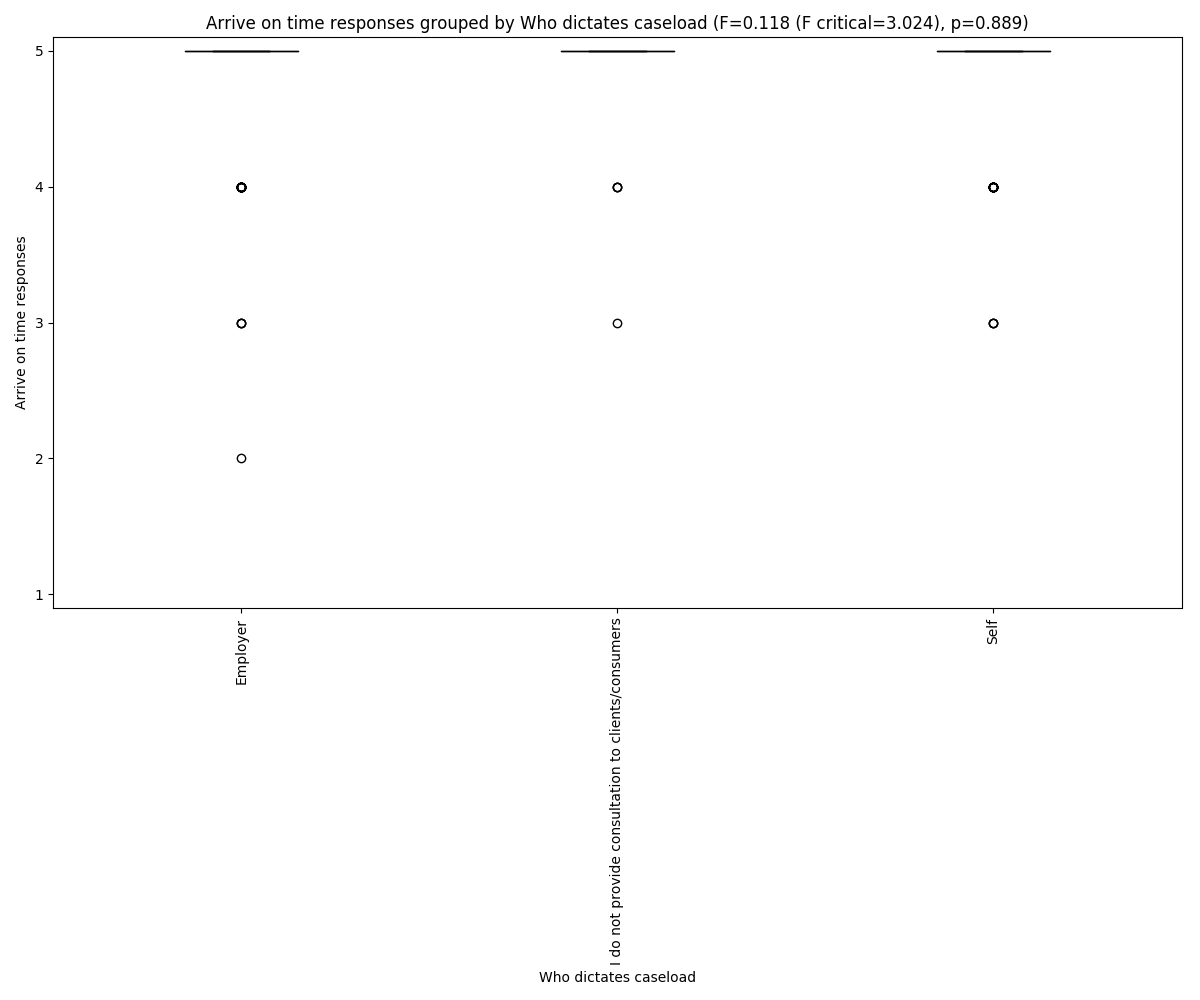 Arrive on time responses grouped by Who dictates caseload (F=0.118 (F critical=3.024), p=0.889)
Arrive on time responses
5
4
3
2
1
Employer
I do not provide consultation to clients/consumers
Self
Who dictates caseload